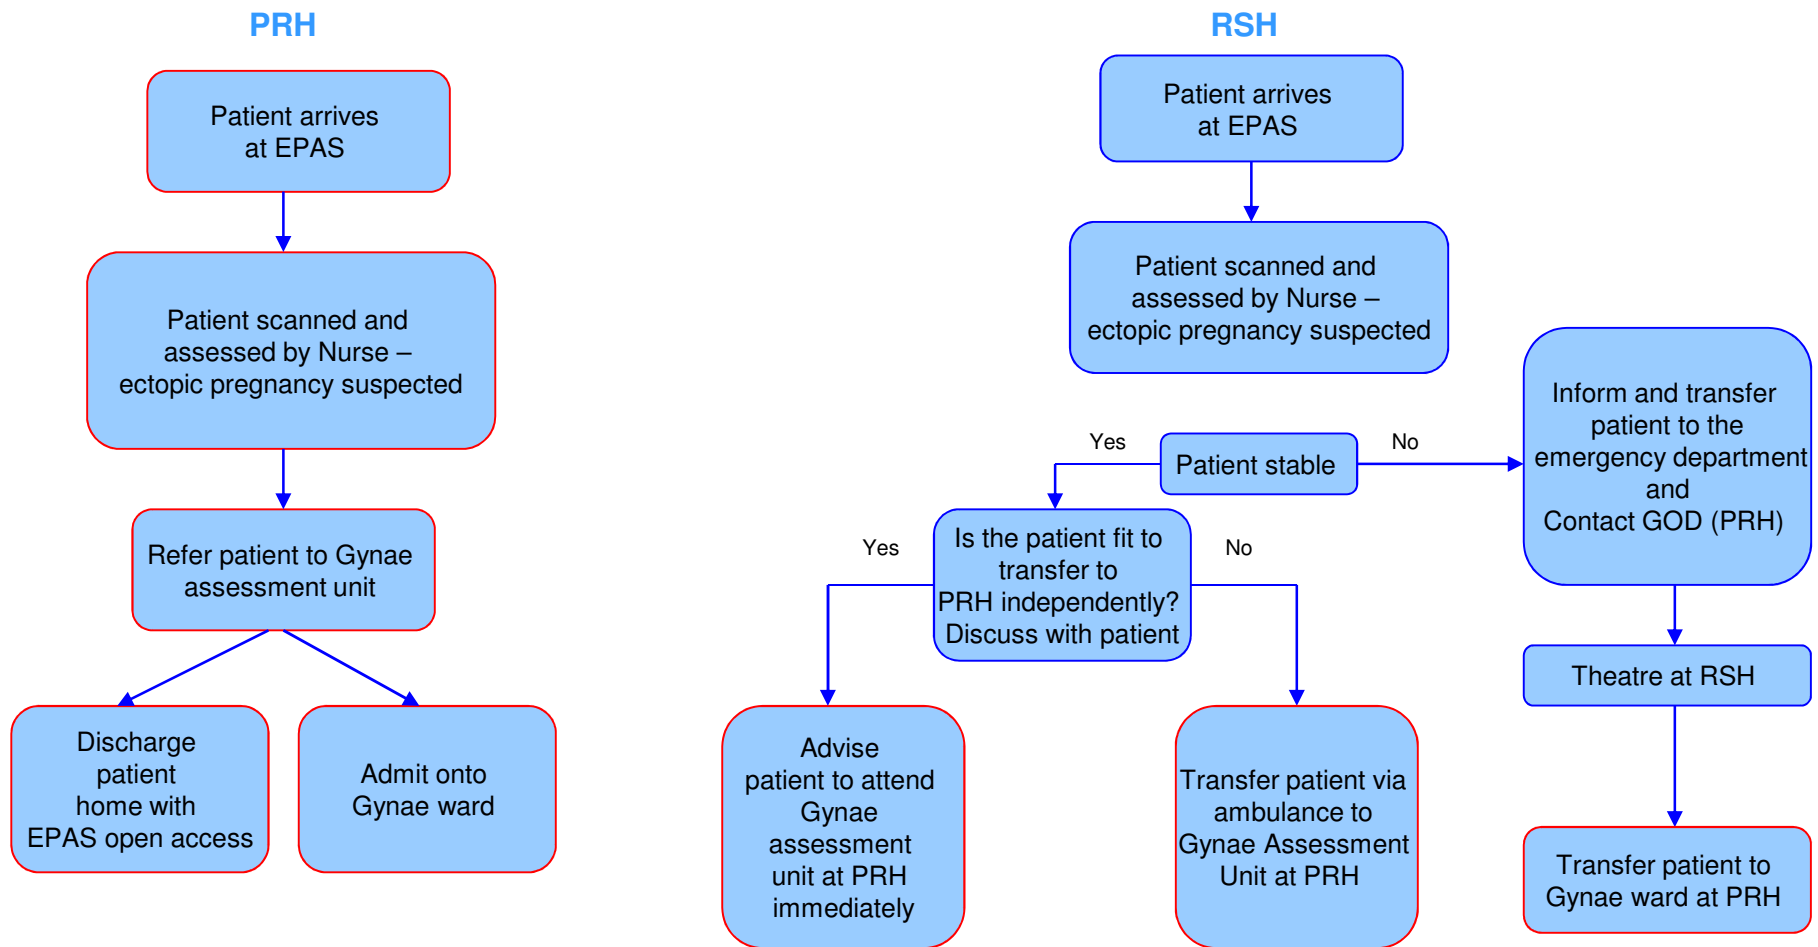 PRH
Patient arrives
at EPAS
Patient scanned and
assessed by Nurse –
ectopic pregnancy suspected
Refer patient to Gynae
assessment unit
Discharge
patient
home with
EPAS open access
Admit onto
Gynae ward
RSH
Patient arrives
at EPAS
Patient scanned and
assessed by Nurse –
ectopic pregnancy suspected
Yes
Patient stable
No
Is the patient fit to
transfer to
PRH independently?
Discuss with patient
Yes
No
Advise
patient to attend
Gynae
assessment
unit at PRH
immediately
Transfer patient via
ambulance to
Gynae Assessment
Unit at PRH
Inform and transfer
patient to the
emergency department
and
Contact GOD (PRH)
Theatre at RSH
Transfer patient to
Gynae ward at PRH